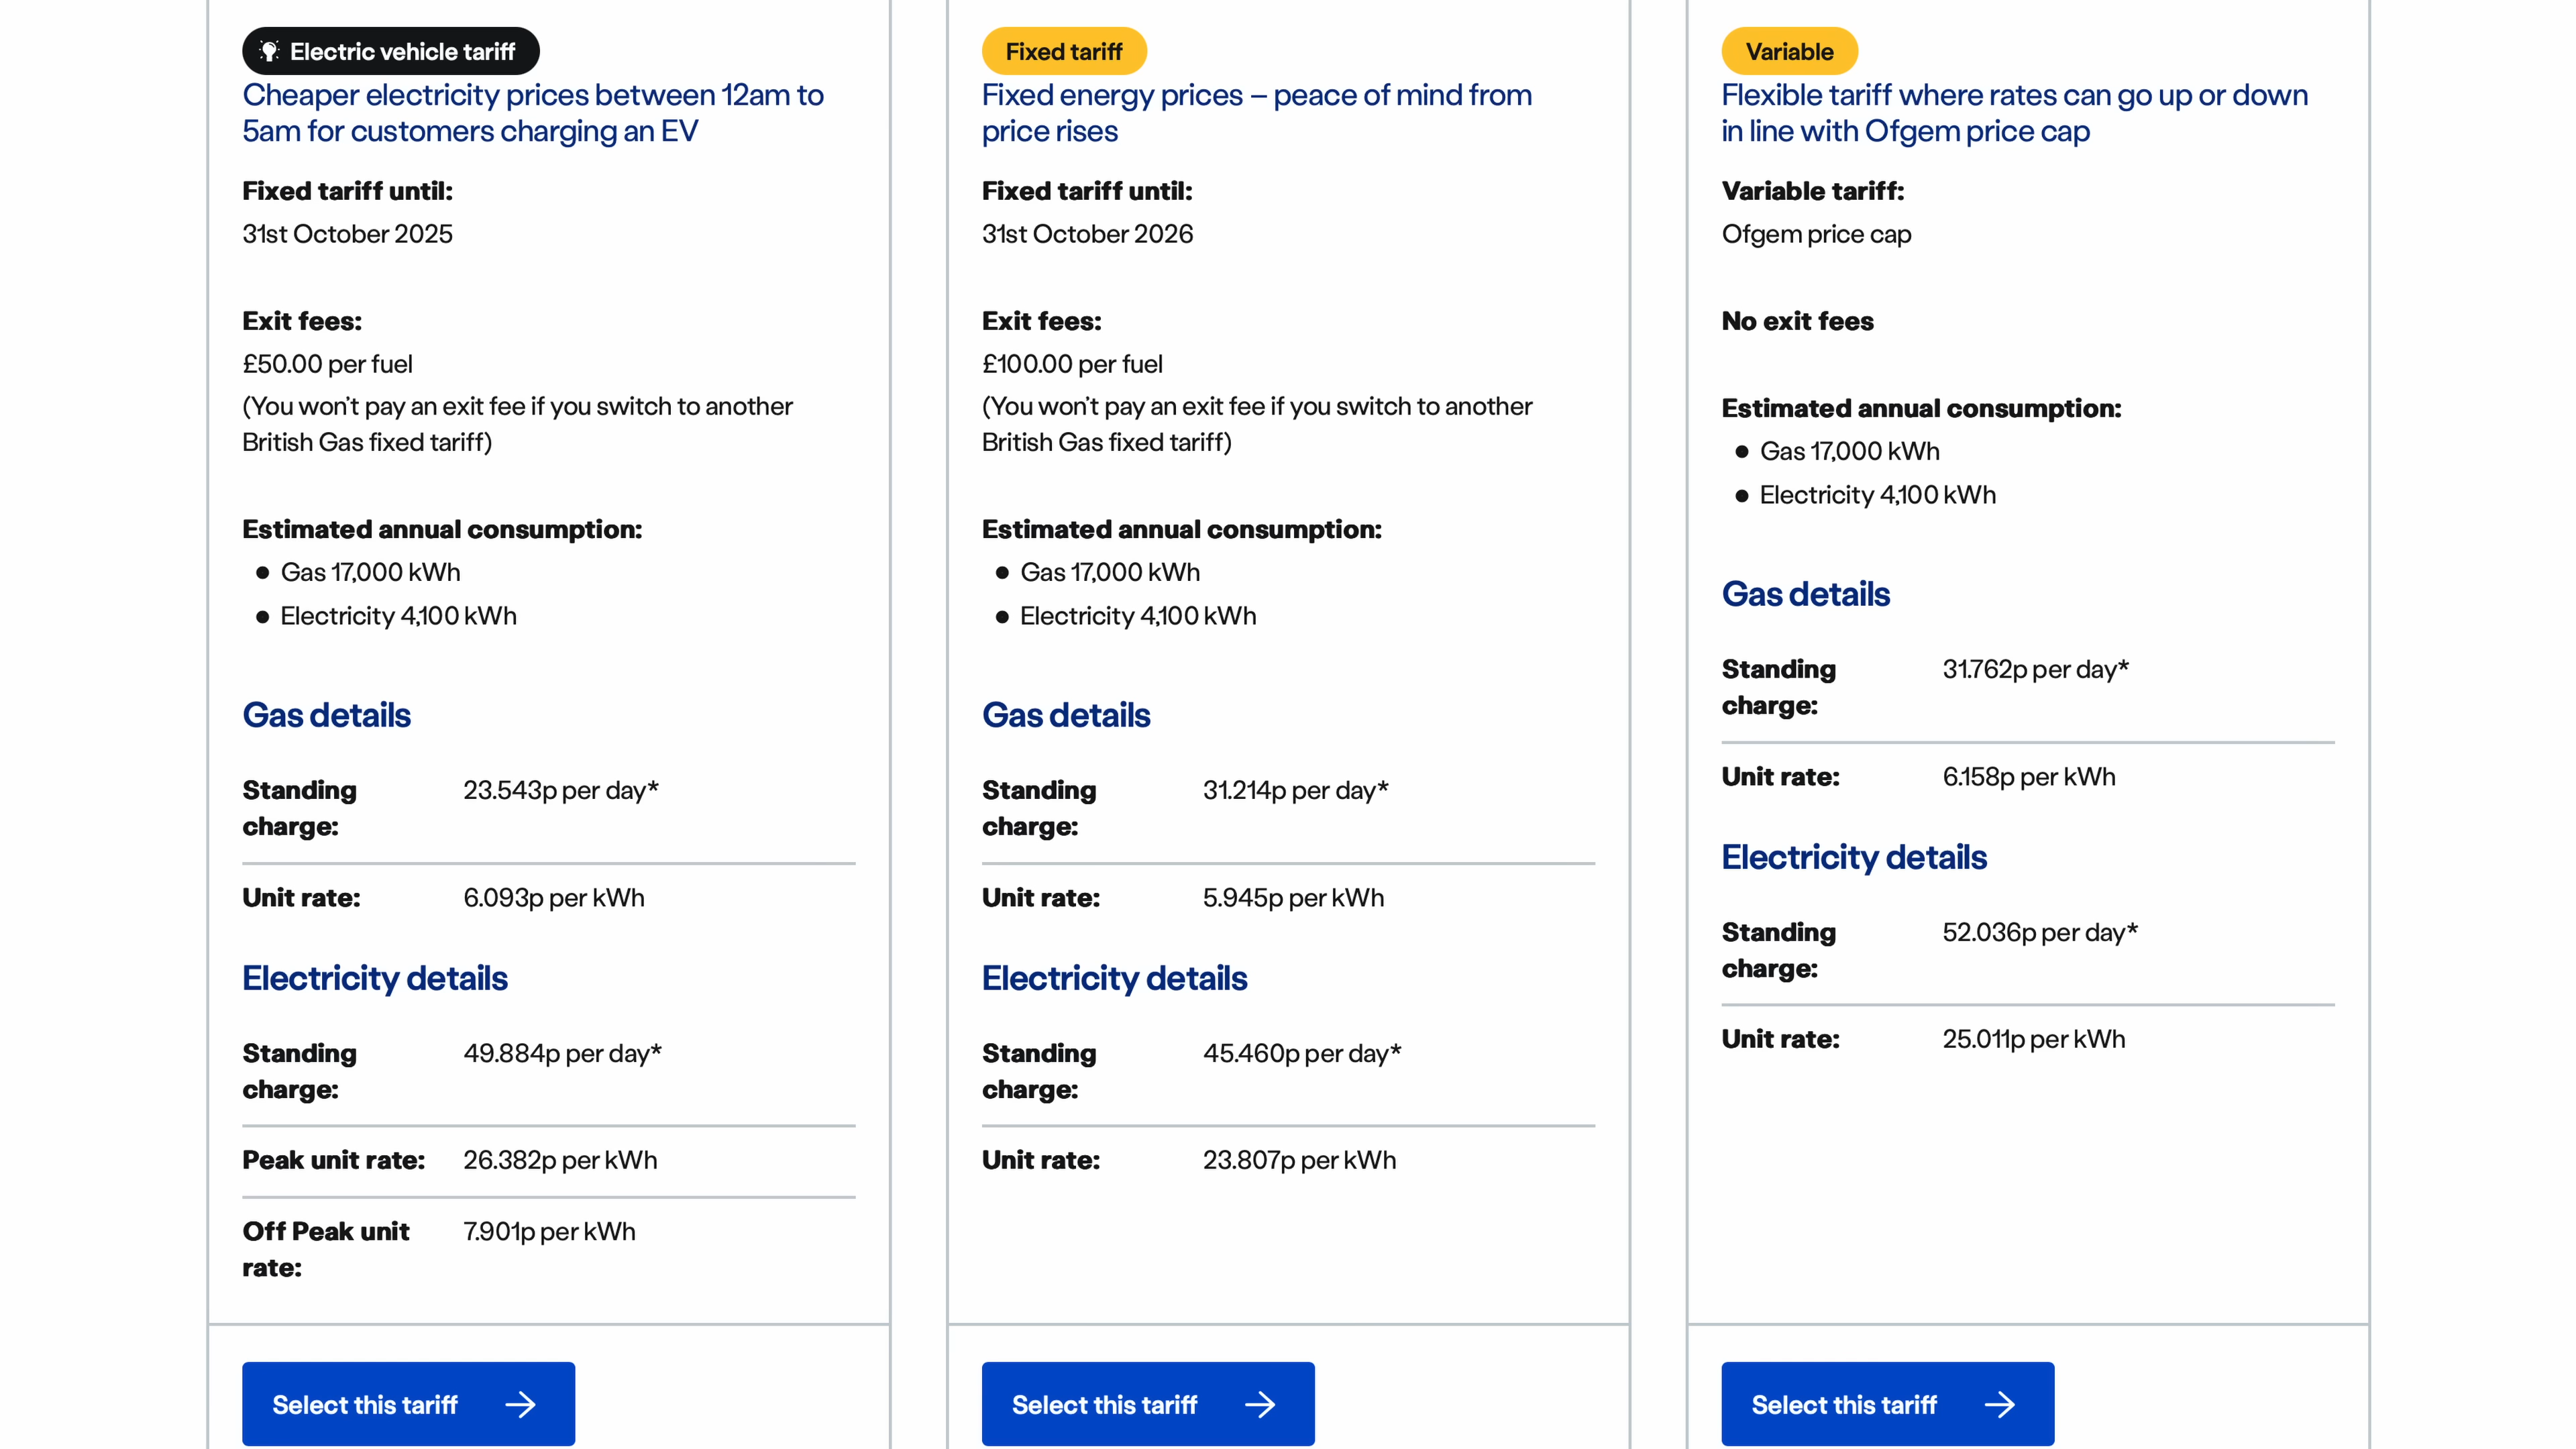 Electric vehicle tariff
Cheaper electricity prices between 12am to
5am for customers charging an EV
Fixed tariff until:
31st October 2025
Exit fees:
£50.00 per fuel
(You won't pay an exit fee if you switch to another
British Gas fixed tariff)
Estimated annual consumption:
● Gas 17,000 kWh
● Electricity 4,100 kWh
Gas details
Standing 23.543p per day*
charge:
Unit rate: 6.093p per kWh
Electricity details
Standing 49.884p per day*
charge:
Peak unit rate: 26.382p per kWh
Off Peak unit 7.901p per kWh
rate:
Select this tariff →
Fixed tariff
Fixed energy prices – peace of mind from
price rises
Fixed tariff until:
31st October 2026
Exit fees:
£100.00 per fuel
(You won't pay an exit fee if you switch to another
British Gas fixed tariff)
Estimated annual consumption:
● Gas 17,000 kWh
● Electricity 4,100 kWh
Gas details
Standing 31.214p per day*
charge:
Unit rate: 5.945p per kWh
Electricity details
Standing 45.460p per day*
charge:
Unit rate: 23.807p per kWh
Select this tariff →
Variable
Flexible tariff where rates can go up or down
in line with Ofgem price cap
Variable tariff:
Ofgem price cap
No exit fees
Estimated annual consumption:
● Gas 17,000 kWh
● Electricity 4,100 kWh
Gas details
Standing 31.762p per day*
charge:
Unit rate: 6.158p per kWh
Electricity details
Standing 52.036p per day*
charge:
Unit rate: 25.011p per kWh
Select this tariff →